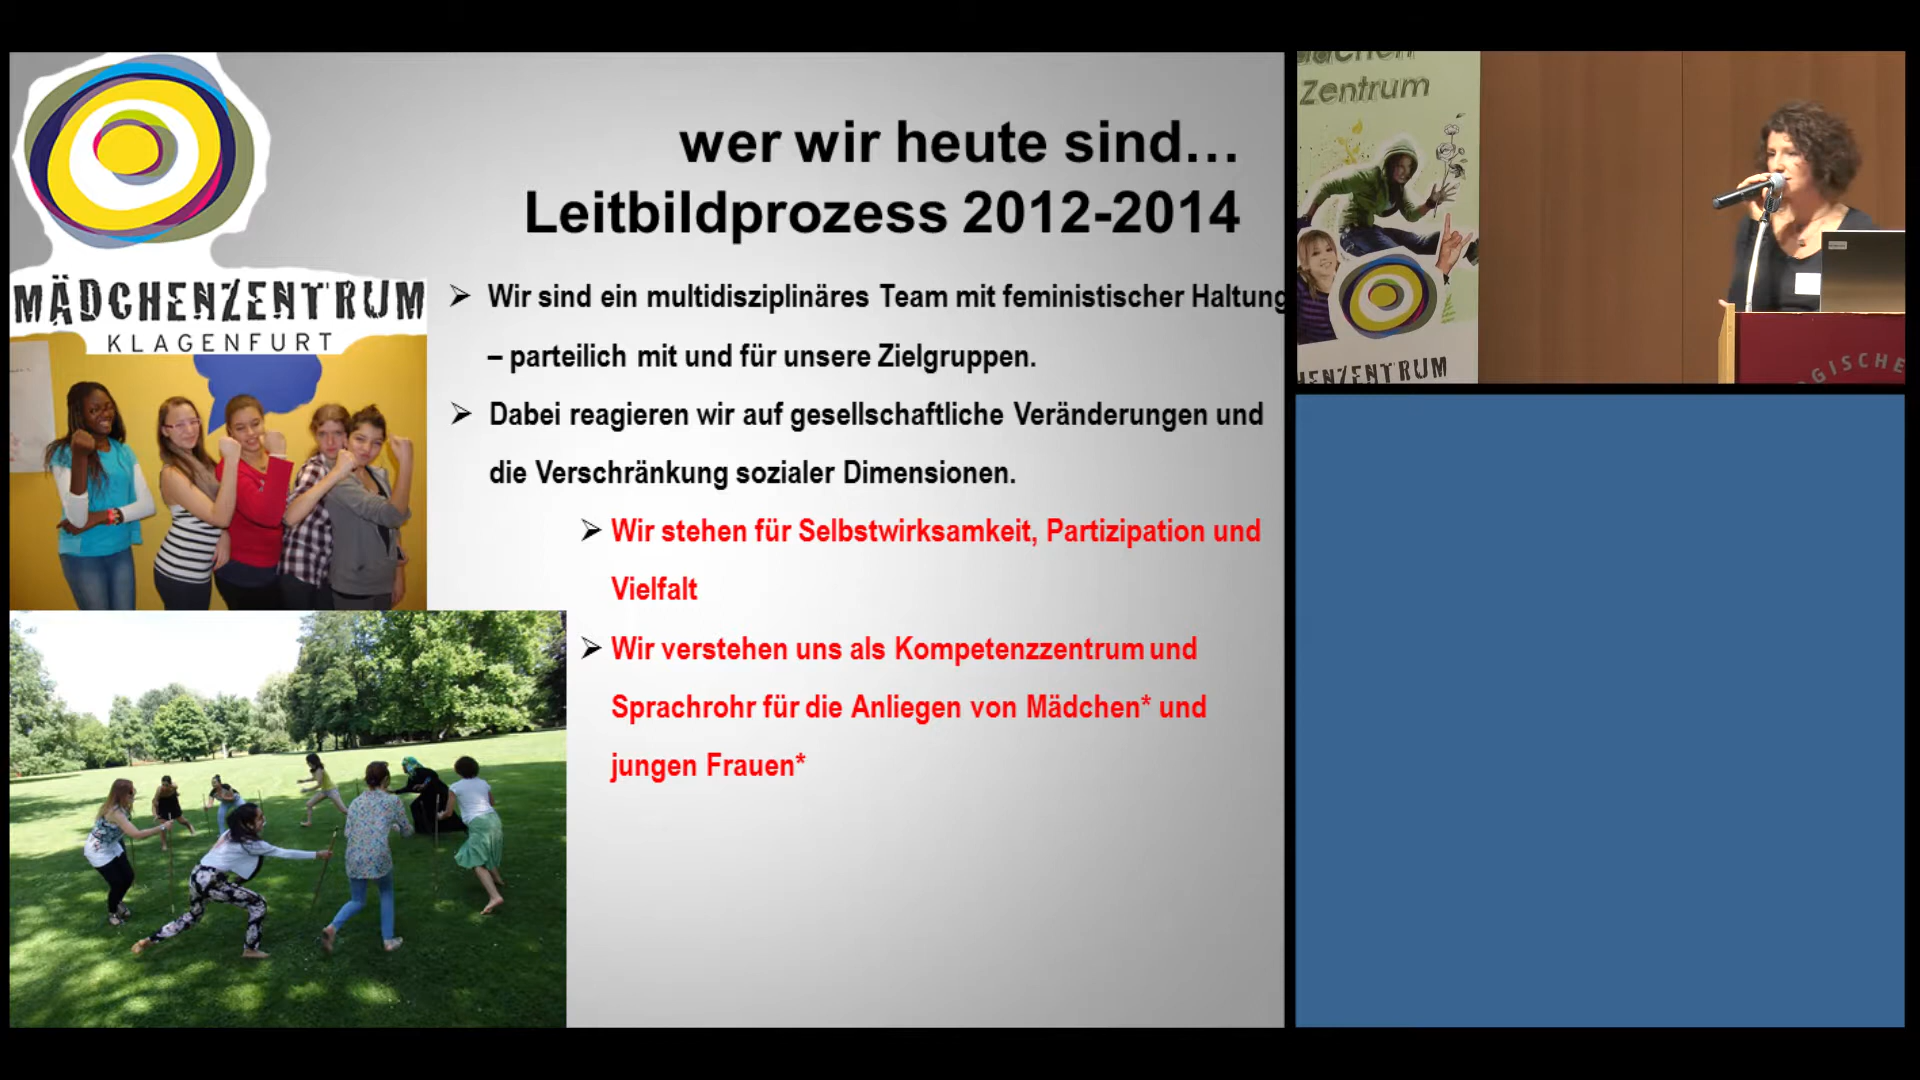 MÄDCHENZENTRUM
KLAGENFURT
wer wir heute sind…
Leitbildprozess 2012-2014
➢ Wir sind ein multidisziplinäres Team mit feministischer Haltung
– parteilich mit und für unsere Zielgruppen.
➢ Dabei reagieren wir auf gesellschaftliche Veränderungen und
die Verschränkung sozialer Dimensionen.
➢ Wir stehen für Selbstwirksamkeit, Partizipation und
Vielfalt
➢ Wir verstehen uns als Kompetenzzentrum und
Sprachrohr für die Anliegen von Mädchen* und
jungen Frauen*
ädchen
Zentrum
HENZENTRUM
OGISCHE